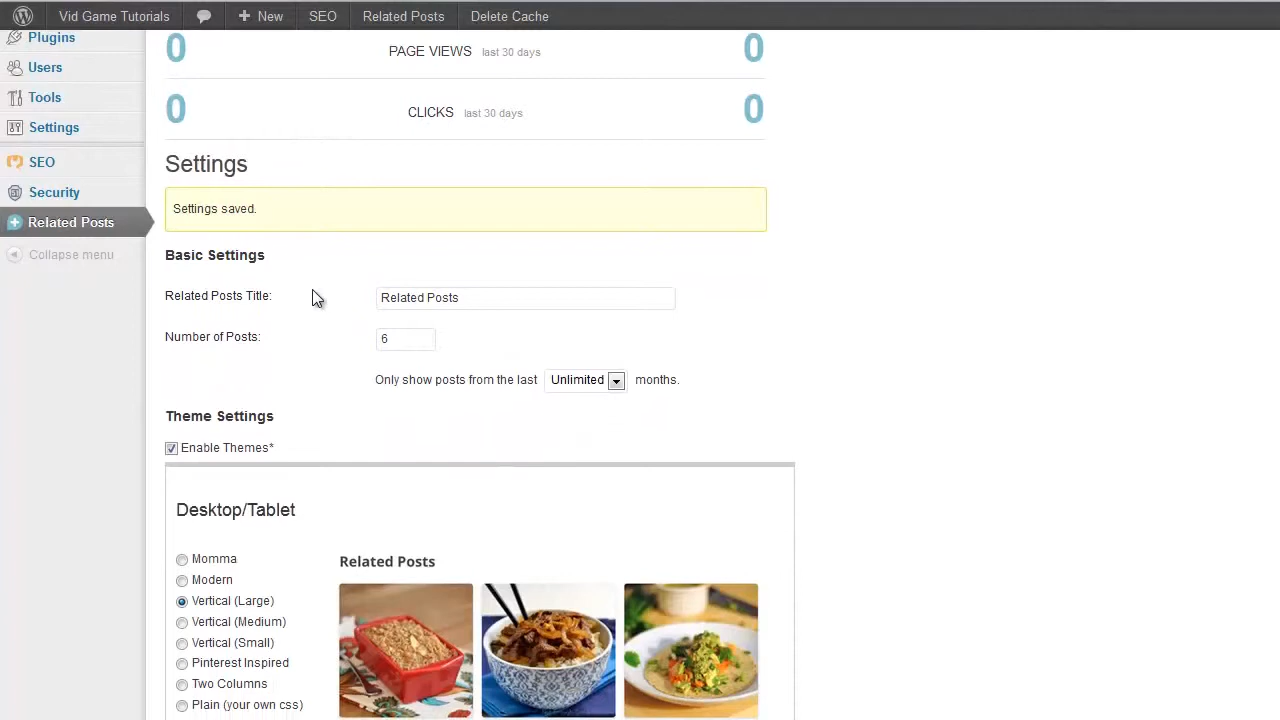 Vid Game Tutorials New SEO Related Posts Delete Cache
Plugins
Users
Tools
Settings
SEO
Security
Related Posts
Collapse menu
0 PAGE VIEWS last 30 days 0
0 CLICKS last 30 days 0
Settings
Settings saved.
Basic Settings
Related Posts Title: Related Posts
Number of Posts: 6
Only show posts from the last Unlimited months.
Theme Settings
Enable Themes*
Desktop/Tablet
Momma
Modern
Vertical (Large)
Vertical (Medium)
Vertical (Small)
Pinterest Inspired
Two Columns
Plain (your own css)
Related Posts